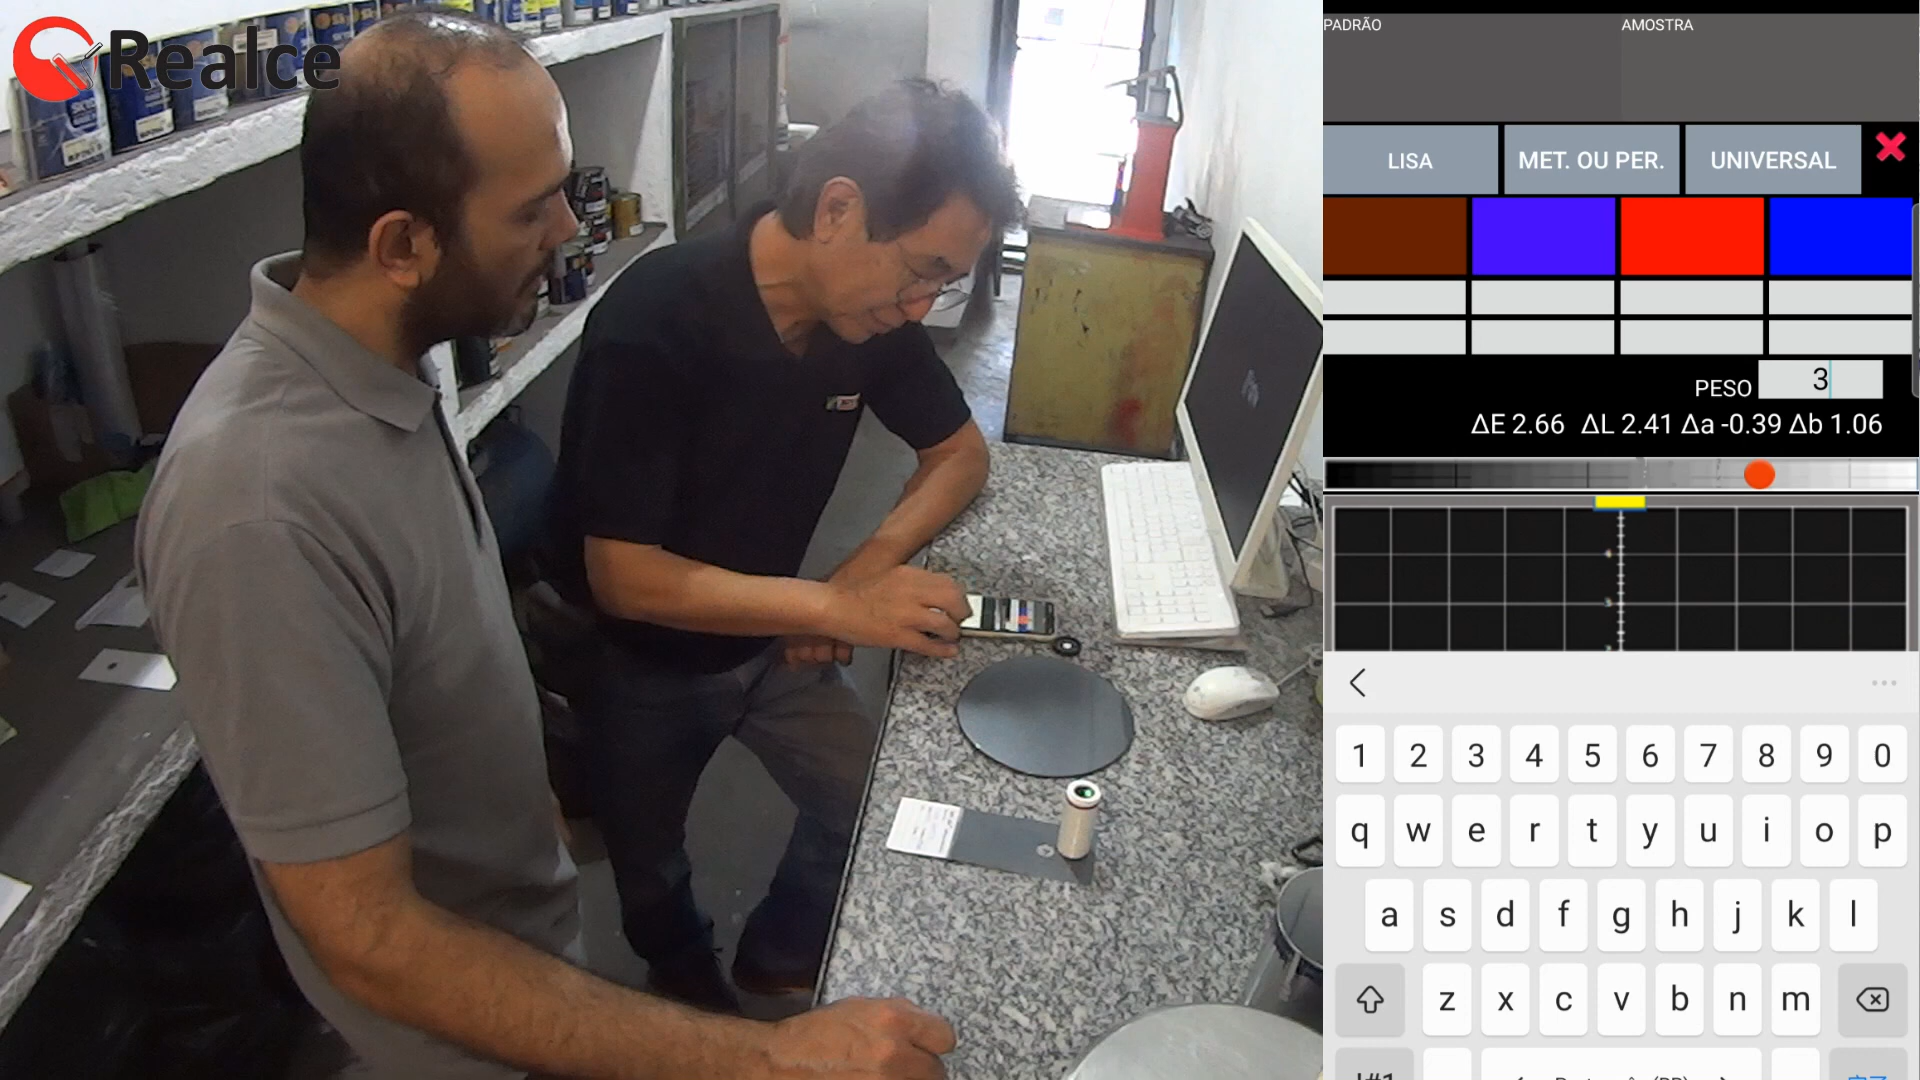 Realce
PADRÃO
AMOSTRA
LISA
MET. OU PER.
UNIVERSAL
PESO 3
ΔE 2.66 ΔL 2.41 Δa -0.39 Δb 1.06
1 2 3 4 5 6 7 8 9 0
q w e r t y u i o p
a s d f g h j k l
z x c v b n m